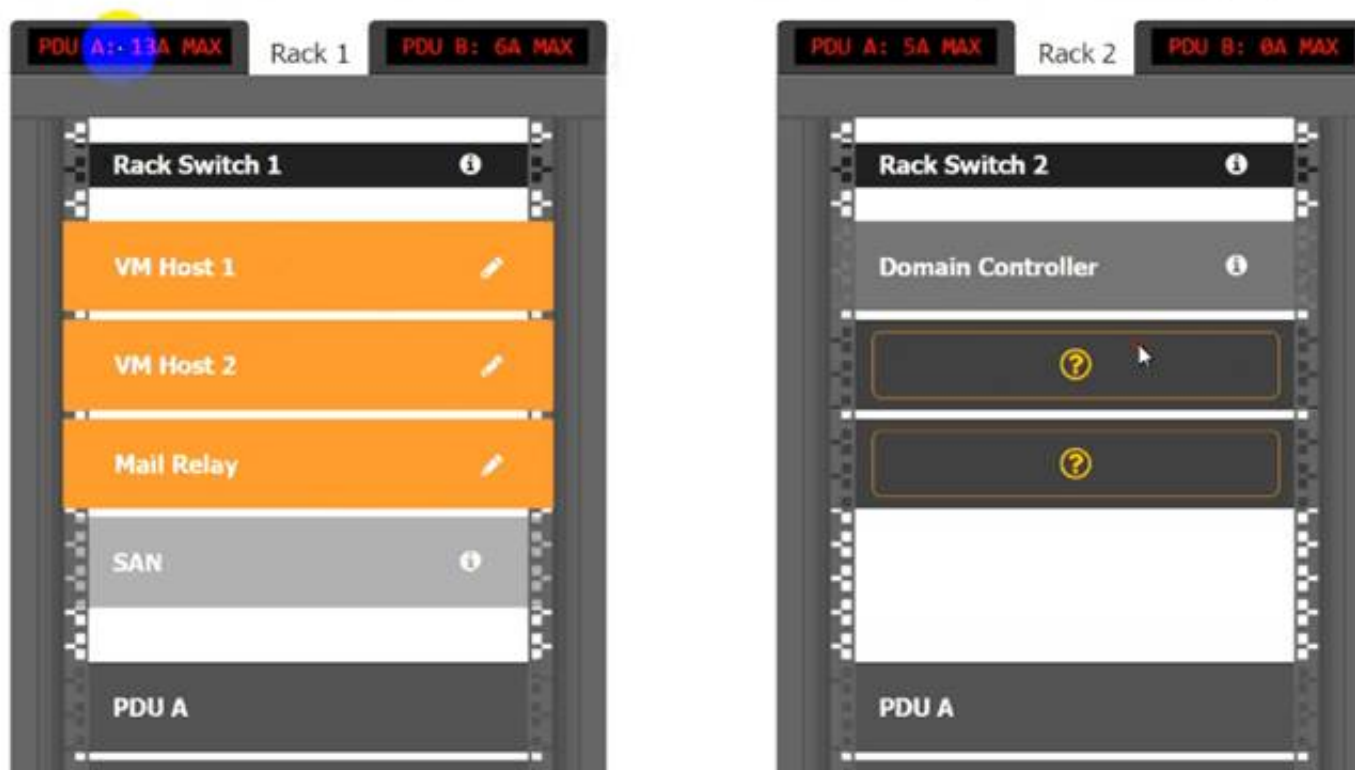 PDU A: 13A MAX
Rack 1
PDU B: 6A MAX
Rack Switch 1
VM Host 1
VM Host 2
Mail Relay
SAN
PDU A
PDU A: 5A MAX
Rack 2
PDU B: 0A MAX
Rack Switch 2
Domain Controller
?
?
PDU A